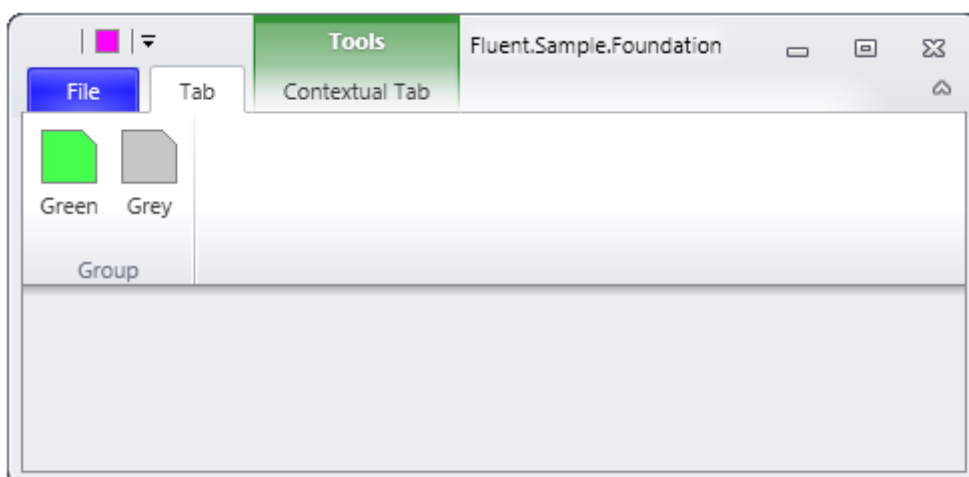 Tools Fluent.Sample.Foundation
File Tab Contextual Tab
Green Grey
Group